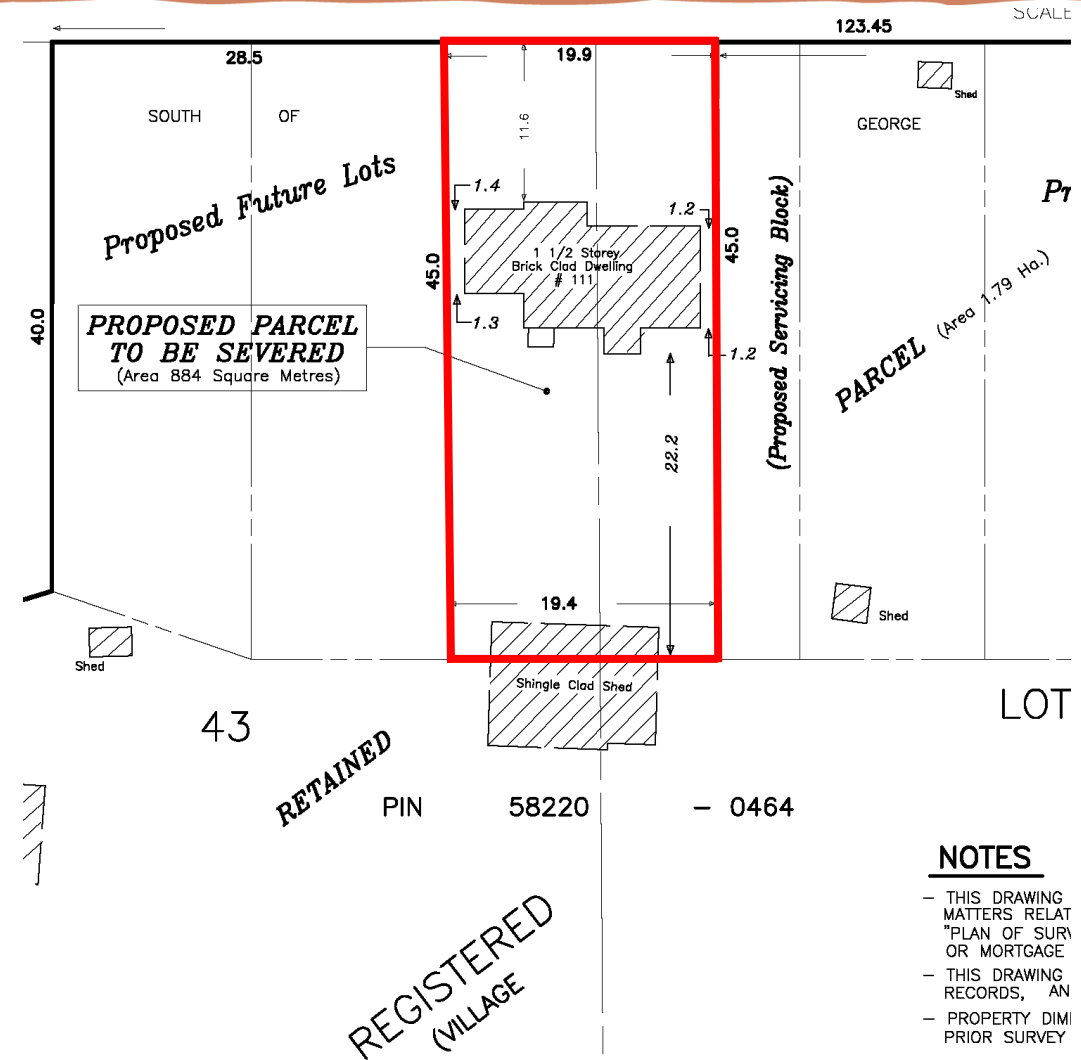 SCALE
123.45
28.5
19.9
Shed
SOUTH OF
11.6
GEORGE
Proposed Future Lots
1.4
1.2
Pr
45.0
1 1/2 Storey
Brick Clad Dwelling
# 111
45.0
(Proposed Servicing Block)
40.0
PROPOSED PARCEL
TO BE SEVERED
(Area 884 Square Metres)
1.3
1.2
PARCEL (Area 1.79 Ha.)
22.2
19.4
Shed
Shed
Shingle Clad Shed
43
LOT
RETAINED
PIN 58220 - 0464
REGISTERED
(VILLAGE
NOTES
- THIS DRAWING
MATTERS RELAT
"PLAN OF SURV
OR MORTGAGE
- THIS DRAWING
RECORDS, AN
- PROPERTY DIM
PRIOR SURVEY